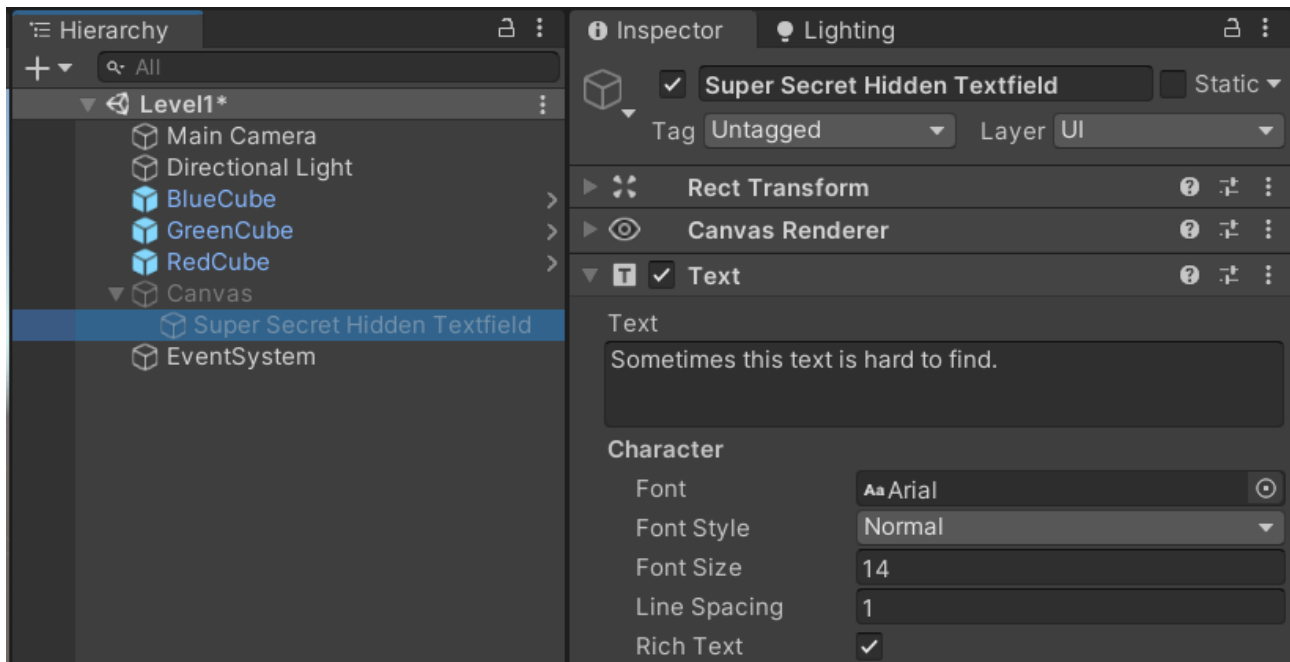 Hierarchy
All
Level1*
Main Camera
Directional Light
BlueCube
GreenCube
RedCube
Canvas
Super Secret Hidden Textfield
EventSystem
Inspector
Lighting
Super Secret Hidden Textfield
Static
Tag Untagged Layer UI
Rect Transform
Canvas Renderer
T Text
Text
Sometimes this text is hard to find.
Character
Font Aa Arial
Font Style Normal
Font Size 14
Line Spacing 1
Rich Text